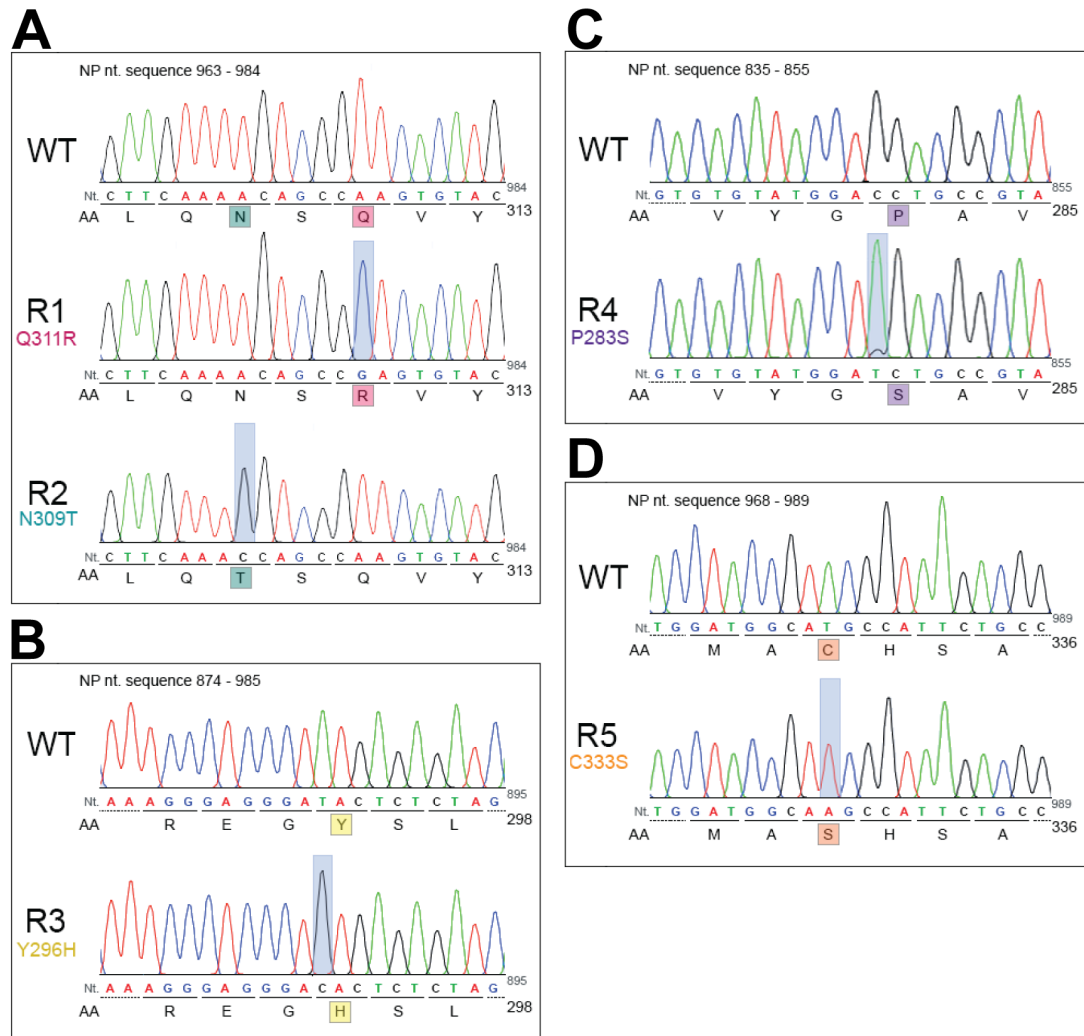 A
NP nt. sequence 963 - 984
WT
Nt. C T T C A A A A C A G C C A A G T G T A C 984
AA L Q N S Q V Y 313
R1
Q311R
Nt. C T T C A A A A C A G C C G A G T G T A C 984
AA L Q N S R V Y 313
R2
N309T
Nt. C T T C A A A C C A G C C A A G T G T A C 984
AA L Q T S Q V Y 313
B
NP nt. sequence 874 - 985
WT
Nt. A A A G G G A G G G A T A C T C T C T A G 895
AA R E G Y S L 298
R3
Y296H
Nt. A A A G G G A G G G A C A C T C T C T A G 895
AA R E G H S L 298
C
NP nt. sequence 835 - 855
WT
Nt. G T G T G T A T G G A C C T G C C G T A 855
AA V Y G P A V 285
R4
P283S
Nt. G T G T G T A T G G A T C T G C C G T A 855
AA V Y G S A V 285
D
NP nt. sequence 968 - 989
WT
Nt. T G G A T G G C A T G C C A T T C T G C C 989
AA M A C H S A 336
R5
C333S
Nt. T G G A T G G C A A G C C A T T C T G C C 989
AA M A S H S A 336